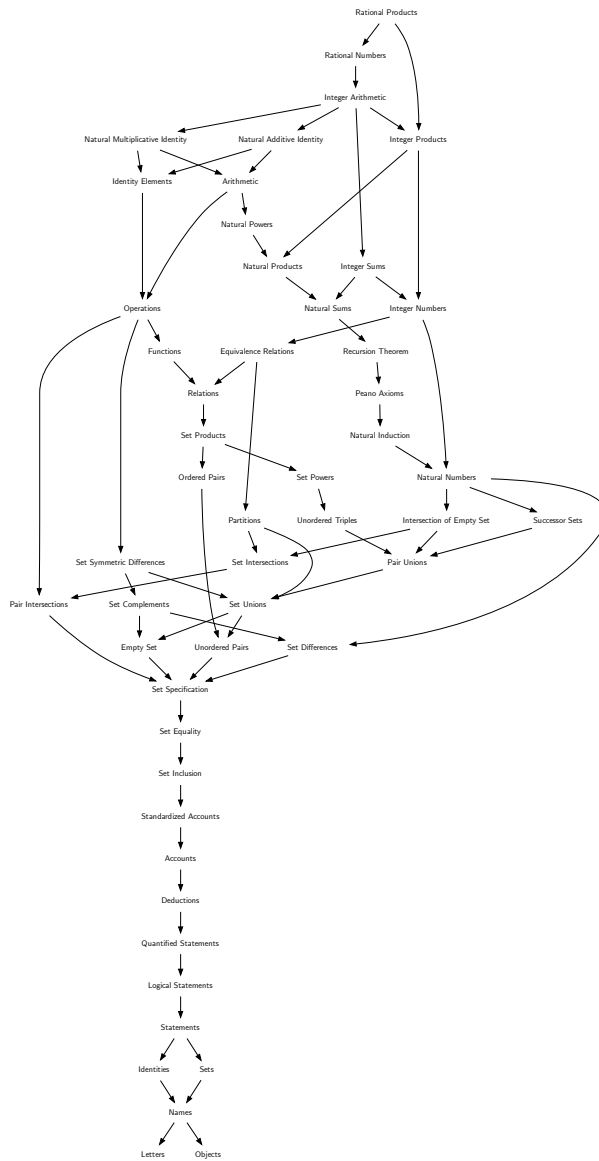 Rational Products
Rational Numbers
Integer Arithmetic
Natural Multiplicative Identity
Natural Additive Identity
Integer Products
Identity Elements
Arithmetic
Natural Powers
Natural Products
Integer Sums
Operations
Natural Sums
Integer Numbers
Functions
Equivalence Relations
Recursion Theorem
Relations
Peano Axioms
Set Products
Natural Induction
Ordered Pairs
Set Powers
Natural Numbers
Partitions
Unordered Triples
Intersection of Empty Set
Successor Sets
Set Symmetric Differences
Set Intersections
Pair Unions
Pair Intersections
Set Complements
Set Unions
Empty Set
Unordered Pairs
Set Differences
Set Specification
Set Equality
Set Inclusion
Standardized Accounts
Accounts
Deductions
Quantified Statements
Logical Statements
Statements
Identities
Sets
Names
Letters
Objects